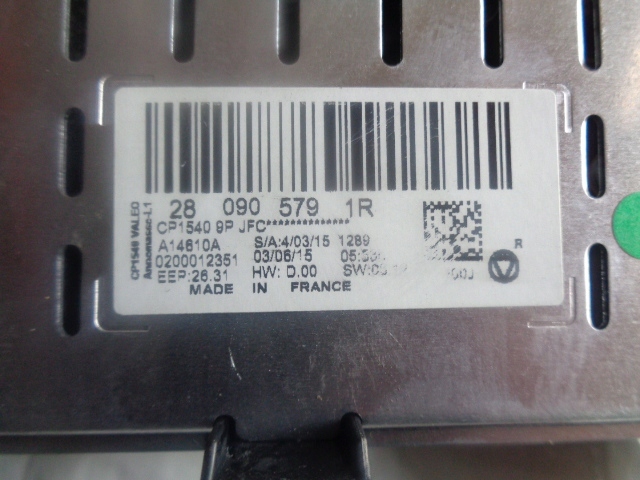 28 090 579 1R
CP1540 9P JFC***************
A14610A S/A:4/03/15 1289
0200012351 03/06/15
EEP:26.31 HW: D.00
MADE IN FRANCE
R
CP1540 VALEO